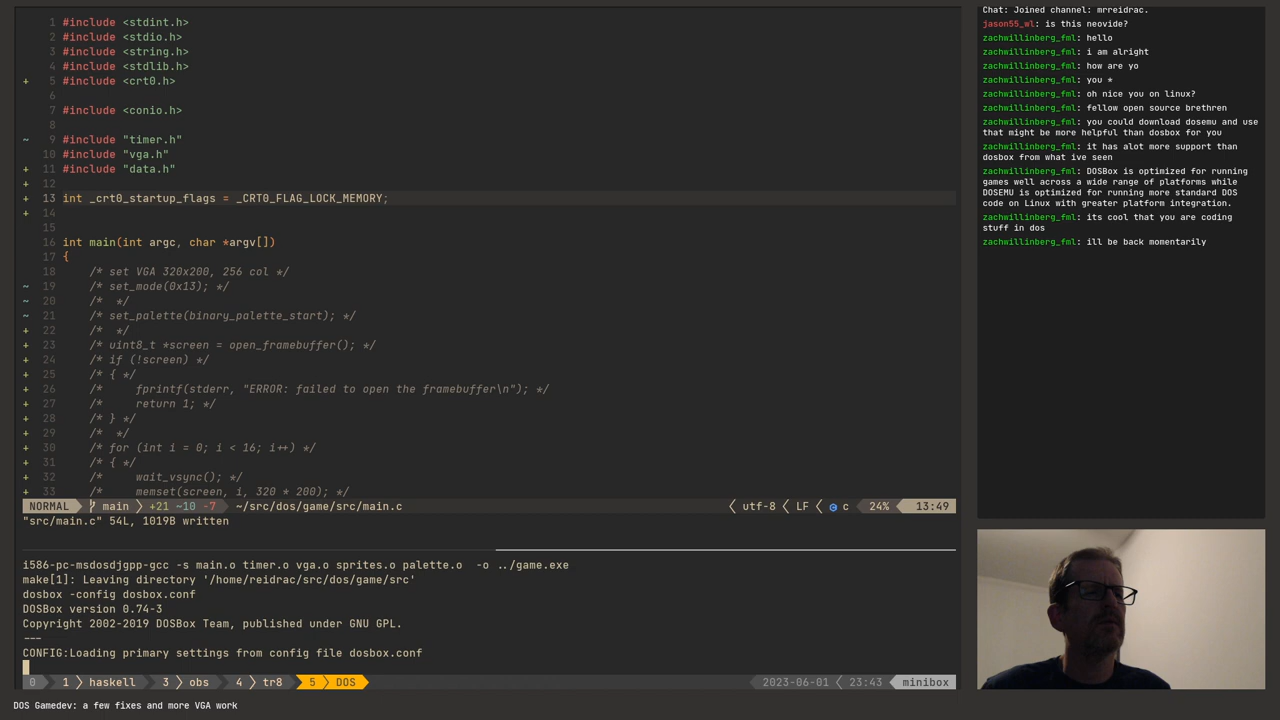 1 #include <stdint.h>
2 #include <stdio.h>
3 #include <string.h>
4 #include <stdlib.h>
+ 5 #include <crt0.h>
6
7 #include <conio.h>
8
~ 9 #include "timer.h"
10 #include "vga.h"
+ 11 #include "data.h"
+ 12
+ 13 int _crt0_startup_flags = _CRT0_FLAG_LOCK_MEMORY;
+ 14
15
16 int main(int argc, char *argv[])
17 {
18 /* set VGA 320x200, 256 col */
~ 19 /* set_mode(0x13); */
~ 20 /*  */
~ 21 /* set_palette(binary_palette_start); */
+ 22 /*  */
+ 23 /* uint8_t *screen = open_framebuffer(); */
+ 24 /* if (!screen) */
+ 25 /* { */
+ 26 /*     fprintf(stderr, "ERROR: failed to open the framebuffer\n"); */
+ 27 /*     return 1; */
+ 28 /* } */
+ 29 /*  */
+ 30 /* for (int i = 0; i < 16; i++) */
+ 31 /* { */
+ 32 /*     wait_vsync(); */
+ 33 /*     memset(screen, i, 320 * 200); */
NORMAL main +21 ~10 -7 ~/src/dos/game/src/main.c utf-8 LF c 24% 13:49
"src/main.c" 54L, 1019B written
i586-pc-msdosdjgpp-gcc -s main.o timer.o vga.o sprites.o palette.o  -o ../game.exe
make[1]: Leaving directory '/home/reidrac/src/dos/game/src'
dosbox -config dosbox.conf
DOSBox version 0.74-3
Copyright 2002-2019 DOSBox Team, published under GNU GPL.
---
CONFIG:Loading primary settings from config file dosbox.conf
0 1 haskell 3 obs 4 tr8 5 DOS 2023-06-01 23:43 minibox
DOS Gamedev: a few fixes and more VGA work
Chat: Joined channel: mrreidrac.
jason55_wl: is this neovide?
zachwillinberg_fml: hello
zachwillinberg_fml: i am alright
zachwillinberg_fml: how are yo
zachwillinberg_fml: you *
zachwillinberg_fml: oh nice you on linux?
zachwillinberg_fml: fellow open source brethren
zachwillinberg_fml: you could download dosemu and use
that might be more helpful than dosbox for you
zachwillinberg_fml: it has alot more support than
dosbox from what ive seen
zachwillinberg_fml: DOSBox is optimized for running
games well across a wide range of platforms while
DOSEMU is optimized for running more standard DOS
code on Linux with greater platform integration.
zachwillinberg_fml: its cool that you are coding
stuff in dos
zachwillinberg_fml: ill be back momentarily